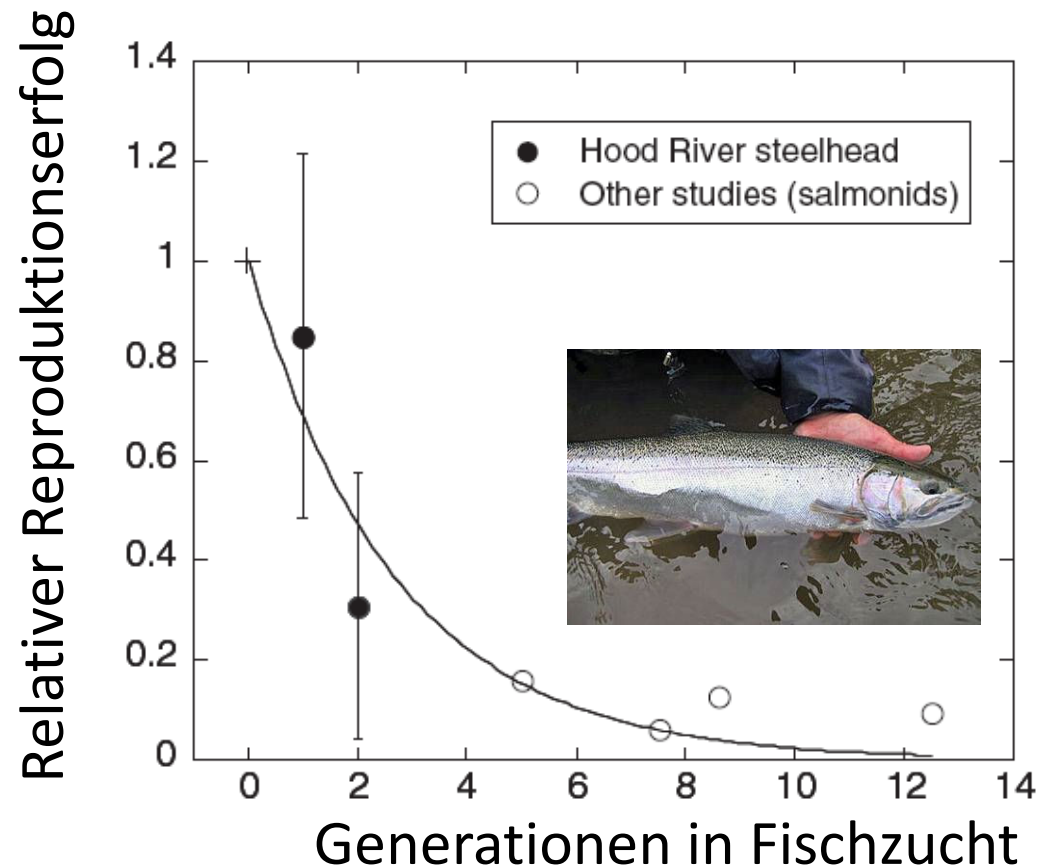 Relativer Reproduktionserfolg
1.4
1.2
1
0.8
0.6
0.4
0.2
0
Hood River steelhead
Other studies (salmonids)
0 2 4 6 8 10 12 14
Generationen in Fischzucht